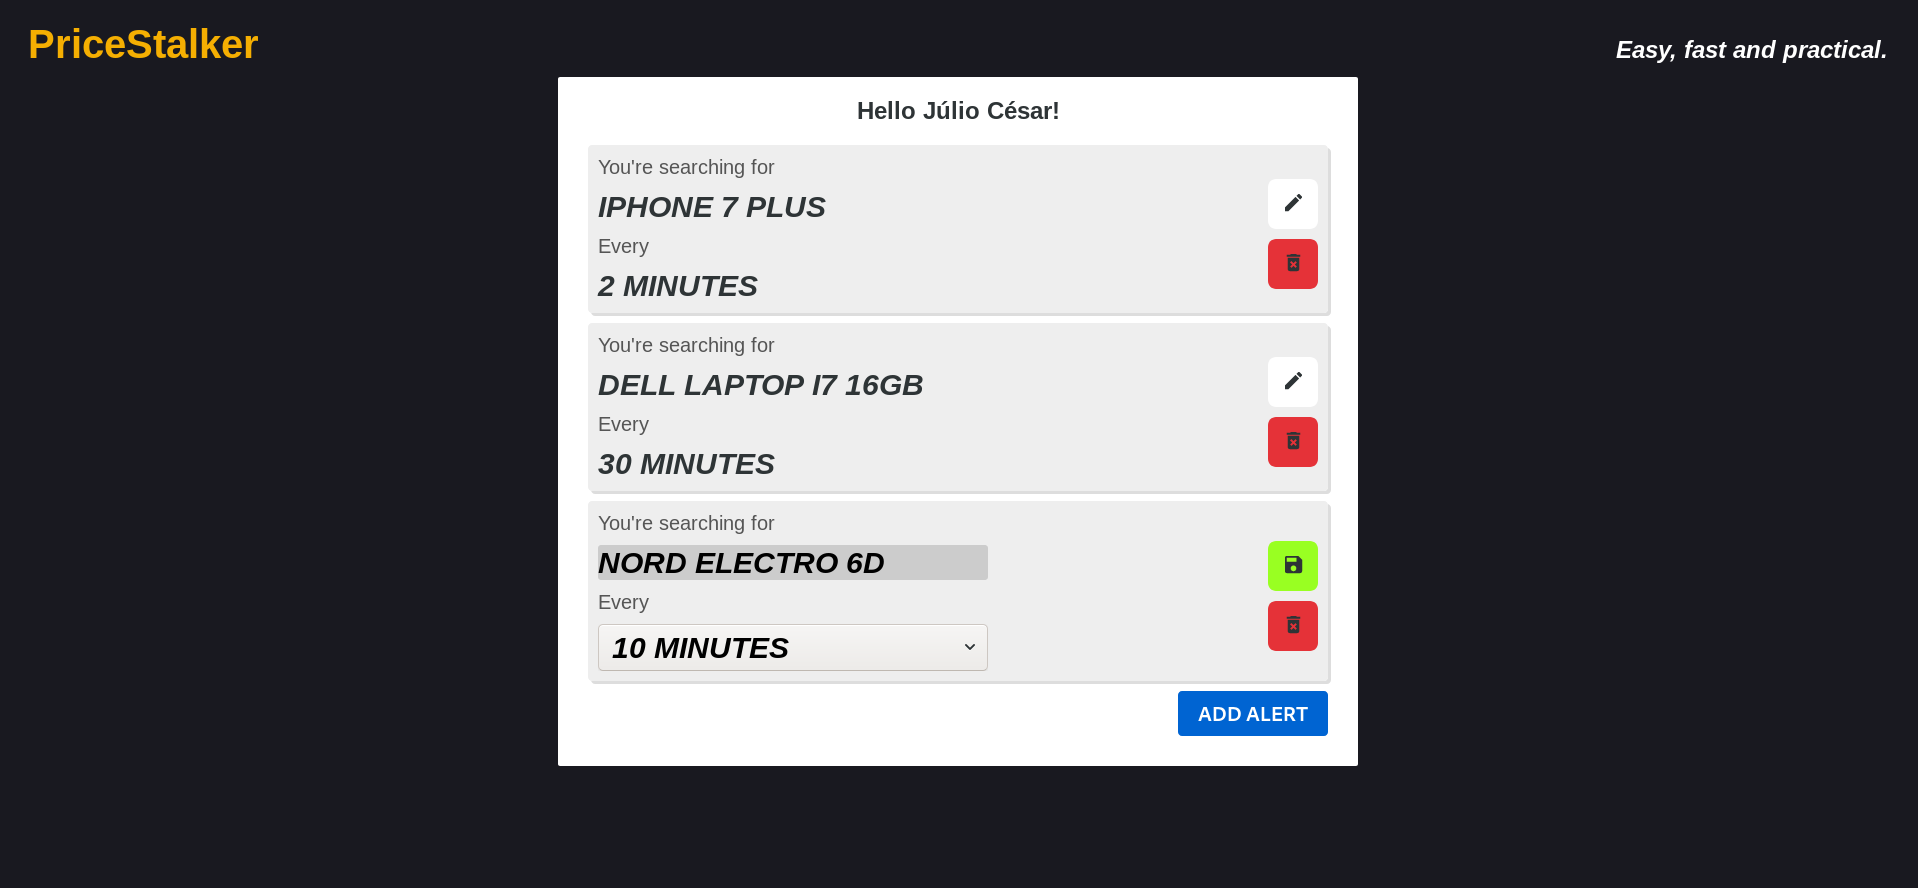 PriceStalker
Easy, fast and practical.
Hello Júlio César!
You're searching for
IPHONE 7 PLUS
Every
2 MINUTES
You're searching for
DELL LAPTOP I7 16GB
Every
30 MINUTES
You're searching for
NORD ELECTRO 6D
Every
10 MINUTES
ADD ALERT